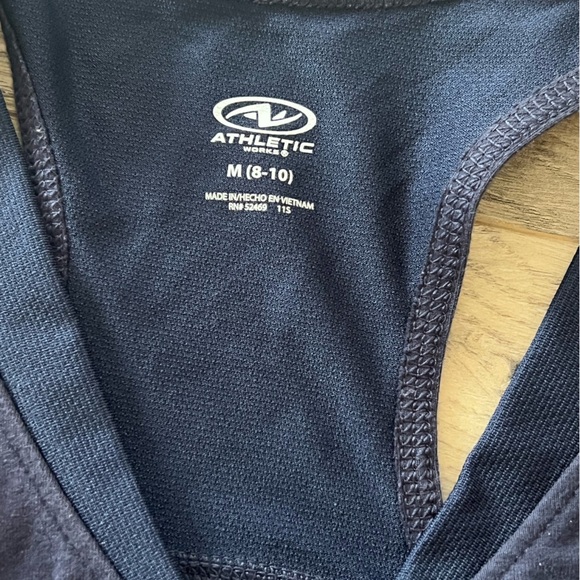 ATHLETIC
WORKS
M (8-10)
MADE IN/HECHO EN VIETNAM
RN# 52469 11S